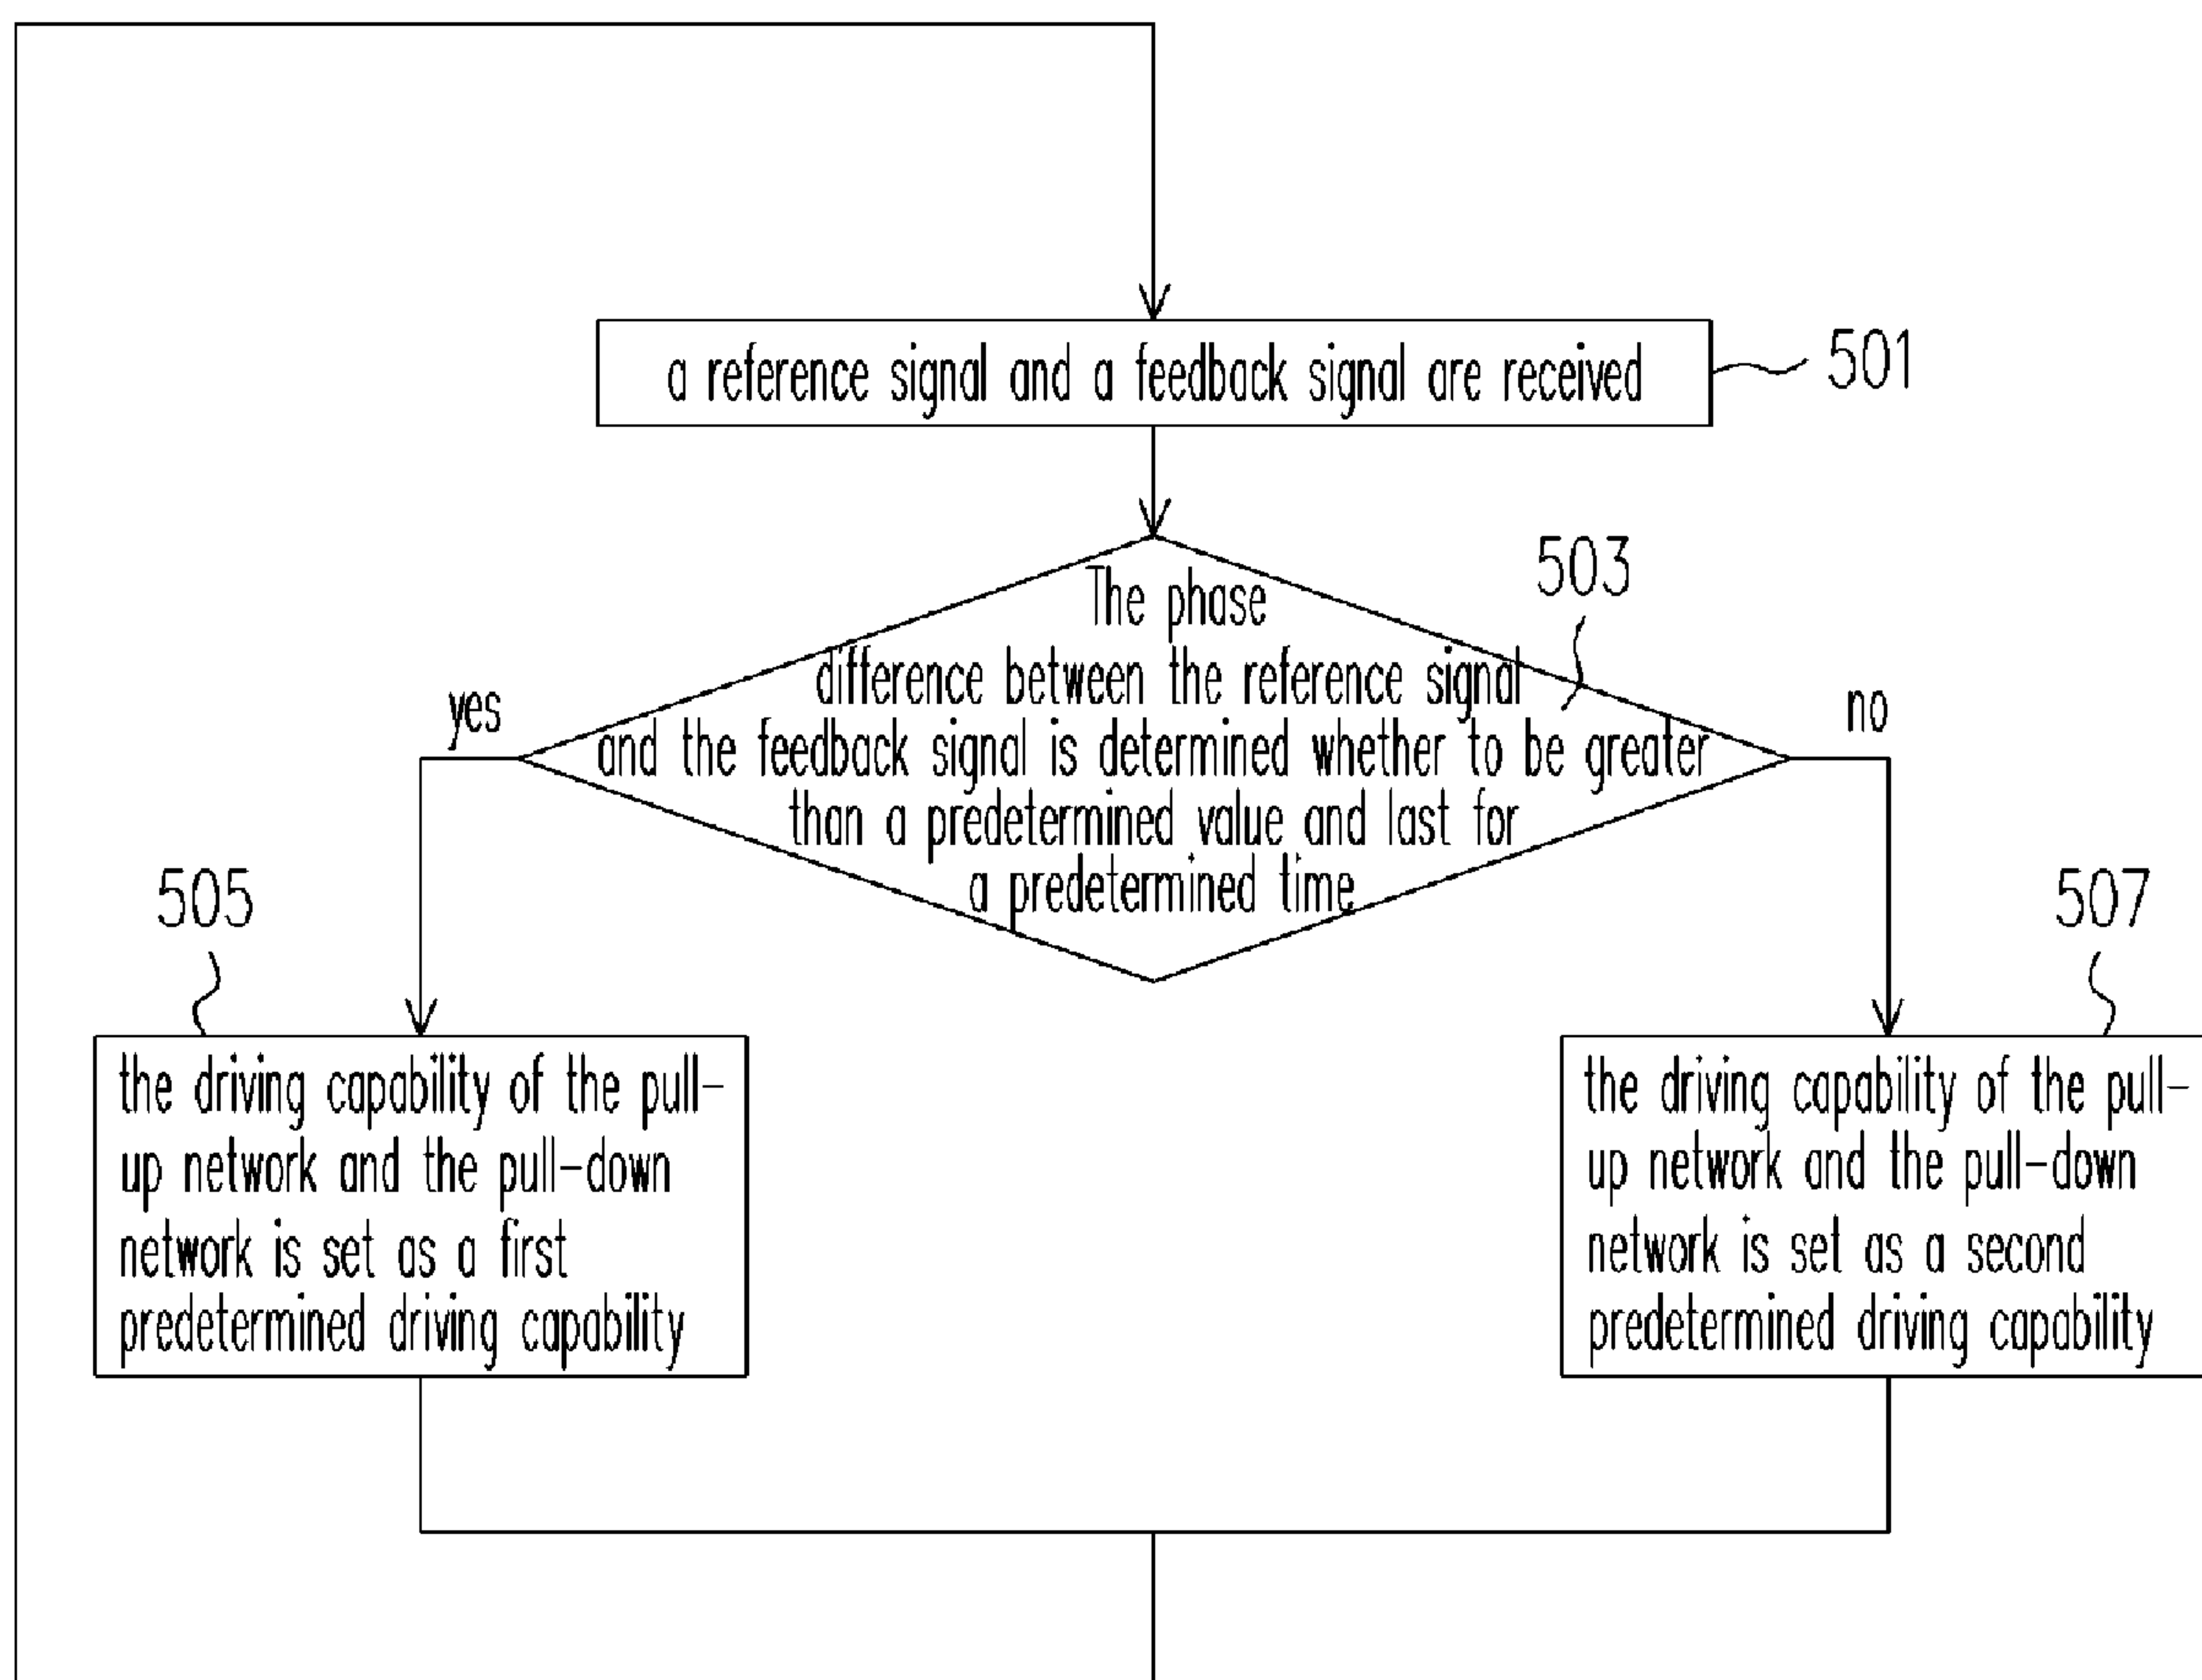 a reference signal and a feedback signal are received
501
503
The phase
difference between the reference signal
and the feedback signal is determined whether to be greater
than a predetermined value and last for
a predetermined time
yes
no
505
507
the driving capability of the pull-
up network and the pull-down
network is set as a first
predetermined driving capability
the driving capability of the pull-
up network and the pull-down
network is set as a second
predetermined driving capability